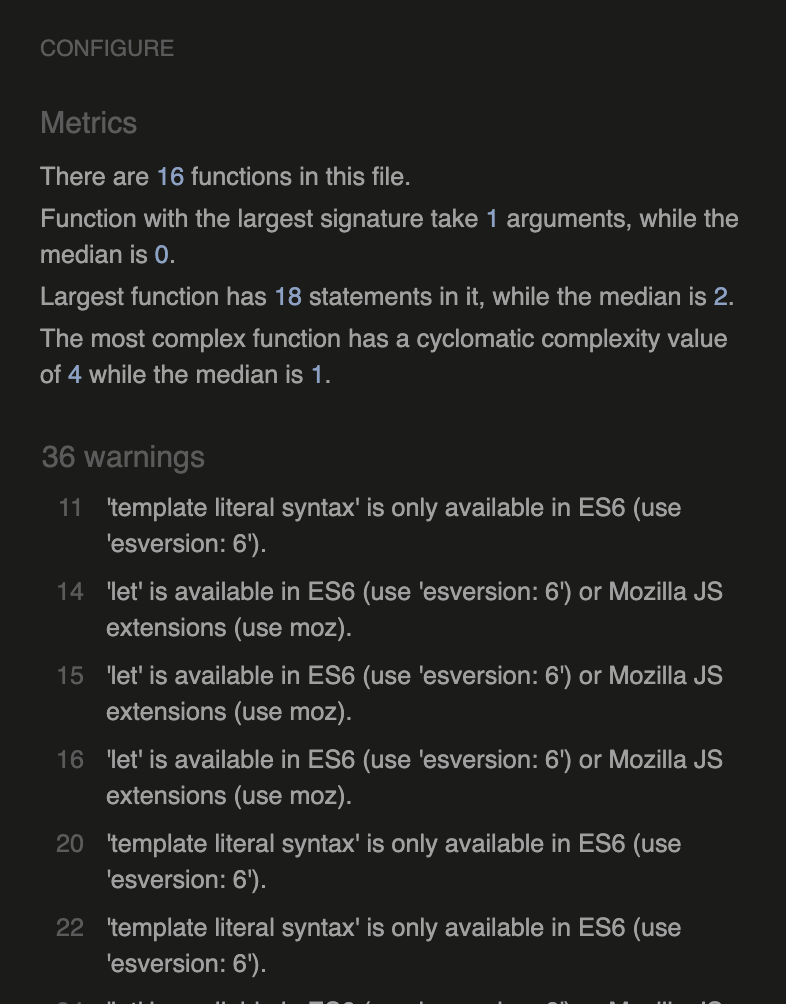 CONFIGURE
Metrics
There are 16 functions in this file.
Function with the largest signature take 1 arguments, while the
median is 0.
Largest function has 18 statements in it, while the median is 2.
The most complex function has a cyclomatic complexity value
of 4 while the median is 1.
36 warnings
11 'template literal syntax' is only available in ES6 (use
'esversion: 6').
14 'let' is available in ES6 (use 'esversion: 6') or Mozilla JS
extensions (use moz).
15 'let' is available in ES6 (use 'esversion: 6') or Mozilla JS
extensions (use moz).
16 'let' is available in ES6 (use 'esversion: 6') or Mozilla JS
extensions (use moz).
20 'template literal syntax' is only available in ES6 (use
'esversion: 6').
22 'template literal syntax' is only available in ES6 (use
'esversion: 6').